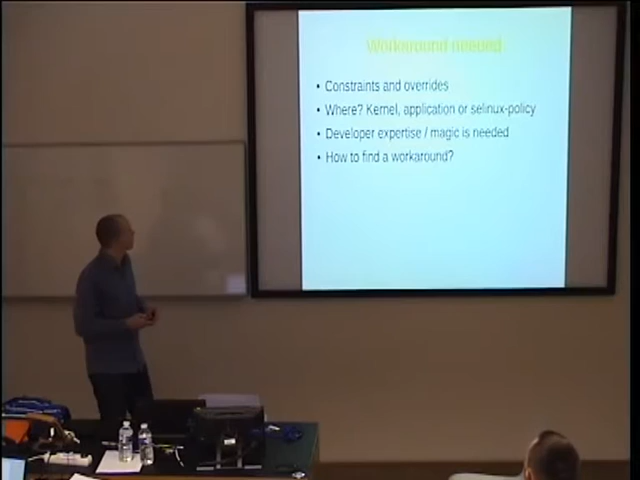 Workaround needed
• Constraints and overrides
• Where? Kernel, application or selinux-policy
• Developer expertise / magic is needed
• How to find a workaround?